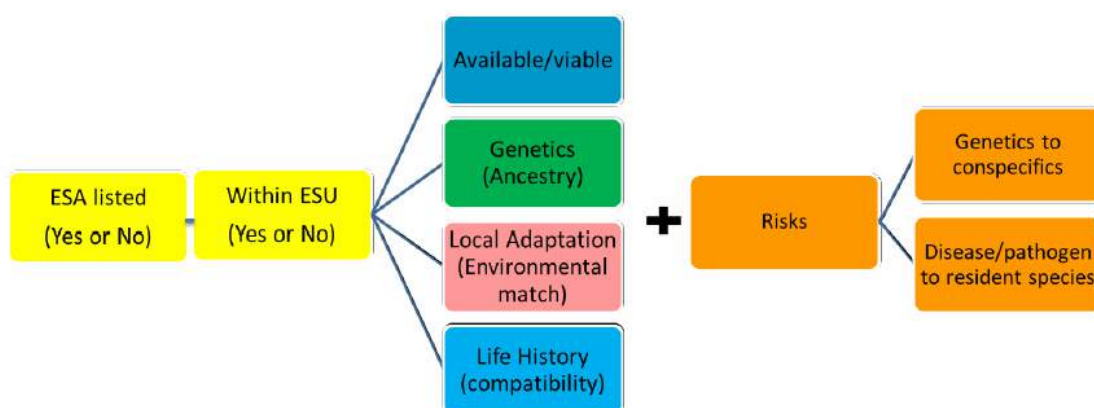 ESA listed
(Yes or No)
Within ESU
(Yes or No)
Available/viable
Genetics
(Ancestry)
Local Adaptation
(Environmental
match)
Life History
(compatibility)
+
Risks
Genetics to
conspecifics
Disease/pathogen
to resident species